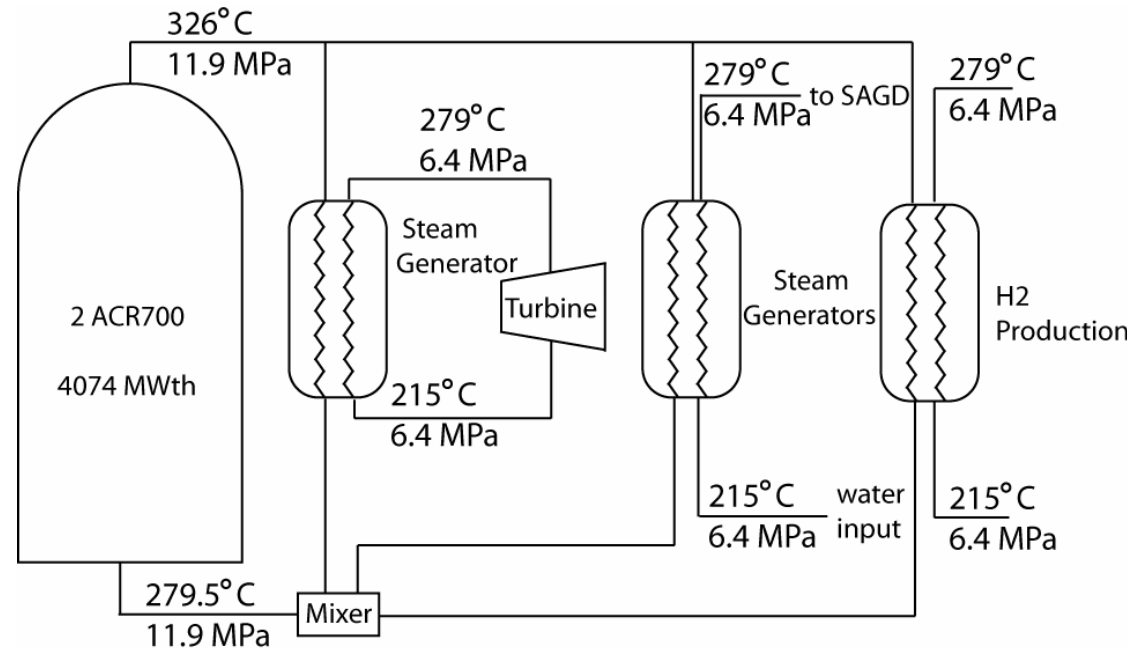 326°C
11.9 MPa
2 ACR700
4074 MWth
279.5°C
11.9 MPa
Mixer
279°C
6.4 MPa
Steam
Generator
Turbine
215°C
6.4 MPa
279°C
6.4 MPa
to SAGD
Steam
Generators
215°C
6.4 MPa
water
input
279°C
6.4 MPa
H2
Production
215°C
6.4 MPa